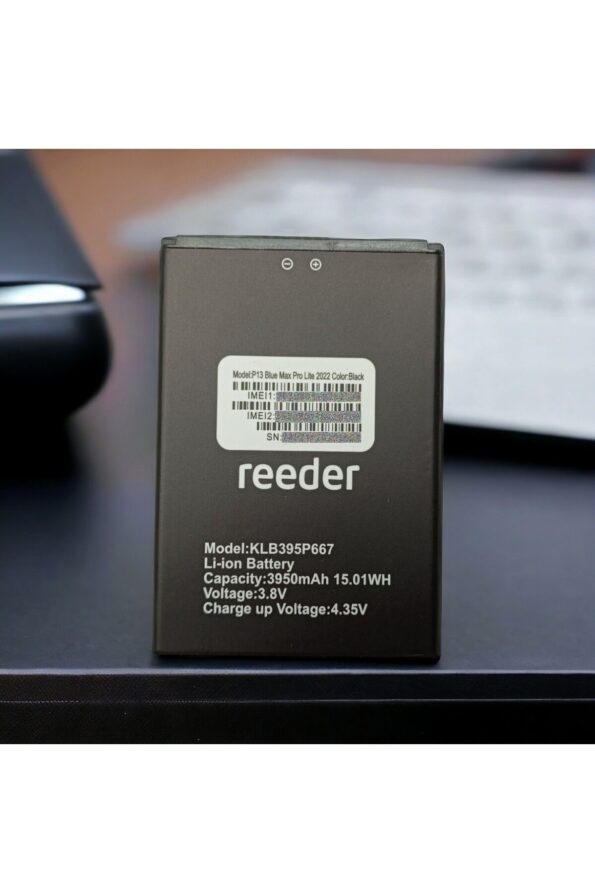 Model:P13 Blue Max Pro Lite 2022 Color:Black
IMEI1:
IMEI2:
SN:
reeder
Model:KLB395P667
Li-ion Battery
Capacity:3950mAh 15.01WH
Voltage:3.8V
Charge up Voltage:4.35V